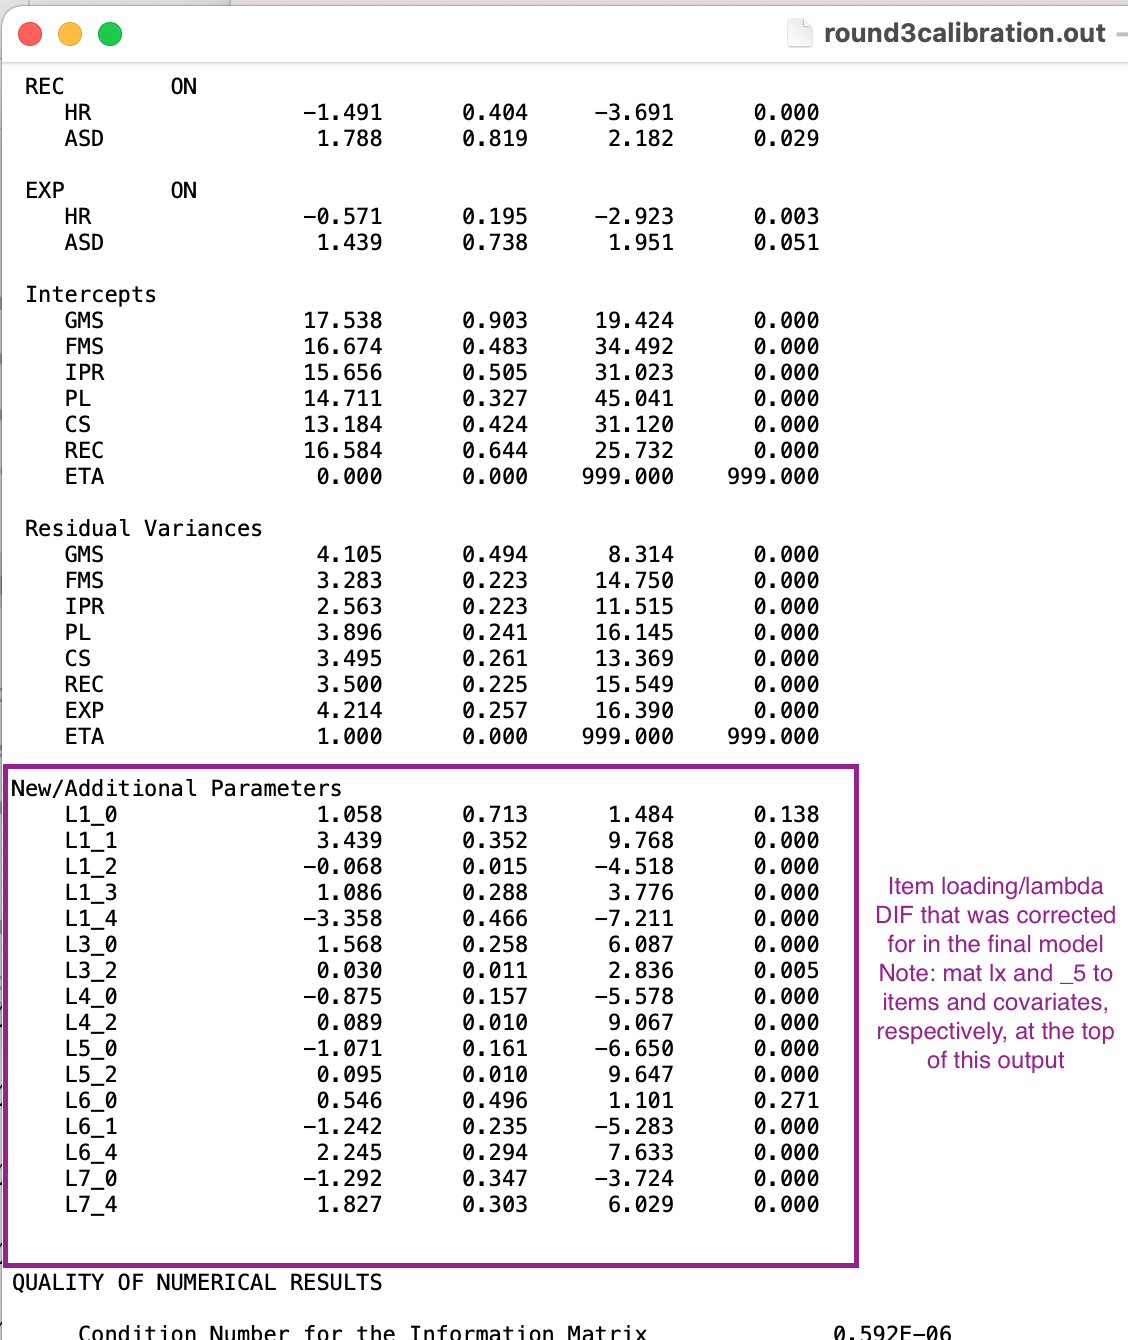 round3calibration.out —
REC ON
HR -1.491 0.404 -3.691 0.000
ASD 1.788 0.819 2.182 0.029
EXP ON
HR -0.571 0.195 -2.923 0.003
ASD 1.439 0.738 1.951 0.051
Intercepts
GMS 17.538 0.903 19.424 0.000
FMS 16.674 0.483 34.492 0.000
IPR 15.656 0.505 31.023 0.000
PL 14.711 0.327 45.041 0.000
CS 13.184 0.424 31.120 0.000
REC 16.584 0.644 25.732 0.000
ETA 0.000 0.000 999.000 999.000
Residual Variances
GMS 4.105 0.494 8.314 0.000
FMS 3.283 0.223 14.750 0.000
IPR 2.563 0.223 11.515 0.000
PL 3.896 0.241 16.145 0.000
CS 3.495 0.261 13.369 0.000
REC 3.500 0.225 15.549 0.000
EXP 4.214 0.257 16.390 0.000
ETA 1.000 0.000 999.000 999.000
New/Additional Parameters
L1_0 1.058 0.713 1.484 0.138
L1_1 3.439 0.352 9.768 0.000
L1_2 -0.068 0.015 -4.518 0.000
L1_3 1.086 0.288 3.776 0.000
L1_4 -3.358 0.466 -7.211 0.000
L3_0 1.568 0.258 6.087 0.000
L3_2 0.030 0.011 2.836 0.005
L4_0 -0.875 0.157 -5.578 0.000
L4_2 0.089 0.010 9.067 0.000
L5_0 -1.071 0.161 -6.650 0.000
L5_2 0.095 0.010 9.647 0.000
L6_0 0.546 0.496 1.101 0.271
L6_1 -1.242 0.235 -5.283 0.000
L6_4 2.245 0.294 7.633 0.000
L7_0 -1.292 0.347 -3.724 0.000
L7_4 1.827 0.303 6.029 0.000
Item loading/lambda
DIF that was corrected
for in the final model
Note: mat lx and _5 to
items and covariates,
respectively, at the top
of this output
QUALITY OF NUMERICAL RESULTS
Condition Number for the Information Matrix 0.592E-06